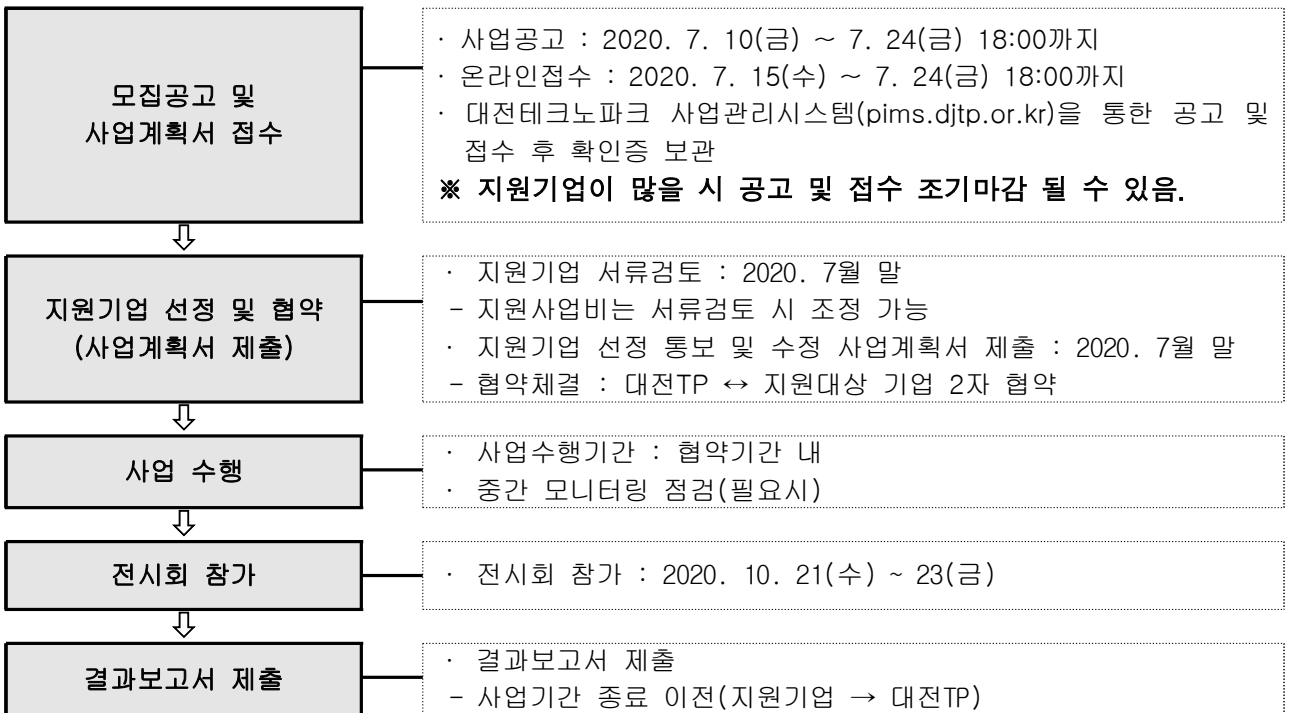 모집공고 및
사업계획서 접수
· 사업공고 : 2020. 7. 10(금) ~ 7. 24(금) 18:00까지
· 온라인접수 : 2020. 7. 15(수) ~ 7. 24(금) 18:00까지
· 대전테크노파크 사업관리시스템(pims.djtp.or.kr)을 통한 공고 및
접수 후 확인증 보관
※ 지원기업이 많을 시 공고 및 접수 조기마감 될 수 있음.
⇩
지원기업 선정 및 협약
(사업계획서 제출)
· 지원기업 서류검토 : 2020. 7월 말
- 지원사업비는 서류검토 시 조정 가능
· 지원기업 선정 통보 및 수정 사업계획서 제출 : 2020. 7월 말
- 협약체결 : 대전TP ↔ 지원대상 기업 2자 협약
⇩
사업 수행
· 사업수행기간 : 협약기간 내
· 중간 모니터링 점검(필요시)
⇩
전시회 참가
· 전시회 참가 : 2020. 10. 21(수) ~ 23(금)
⇩
결과보고서 제출
· 결과보고서 제출
- 사업기간 종료 이전(지원기업 → 대전TP)